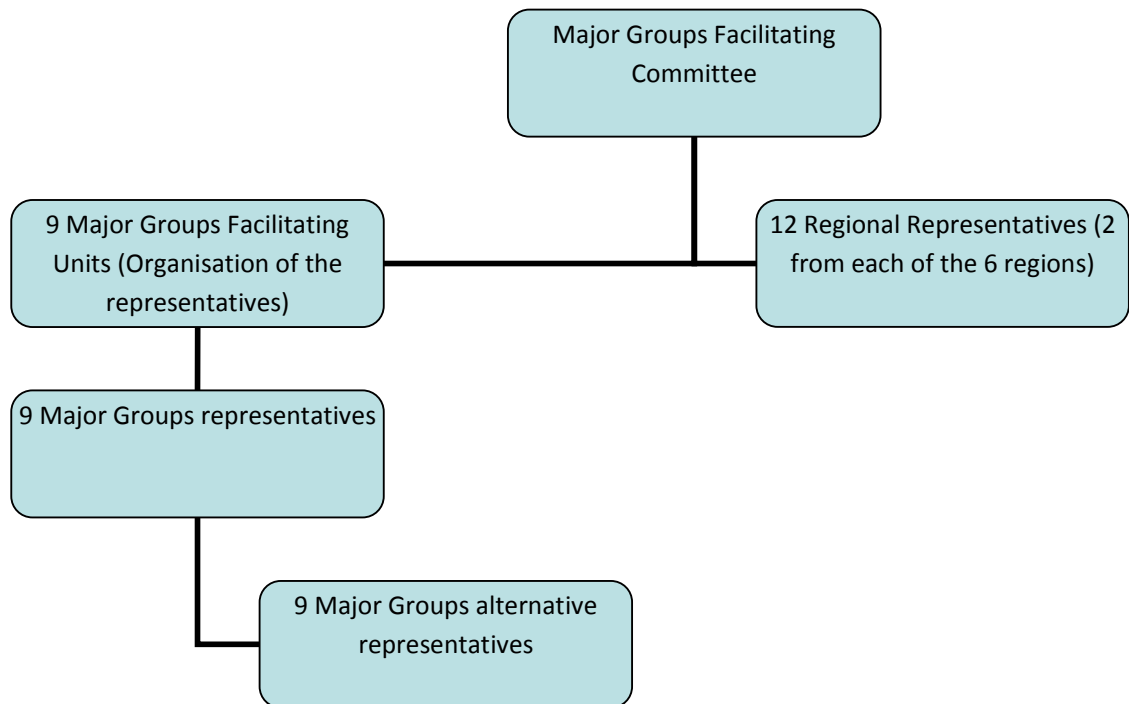 Major Groups Facilitating
Committee
9 Major Groups Facilitating
Units (Organisation of the
representatives)
12 Regional Representatives (2
from each of the 6 regions)
9 Major Groups representatives
9 Major Groups alternative
representatives